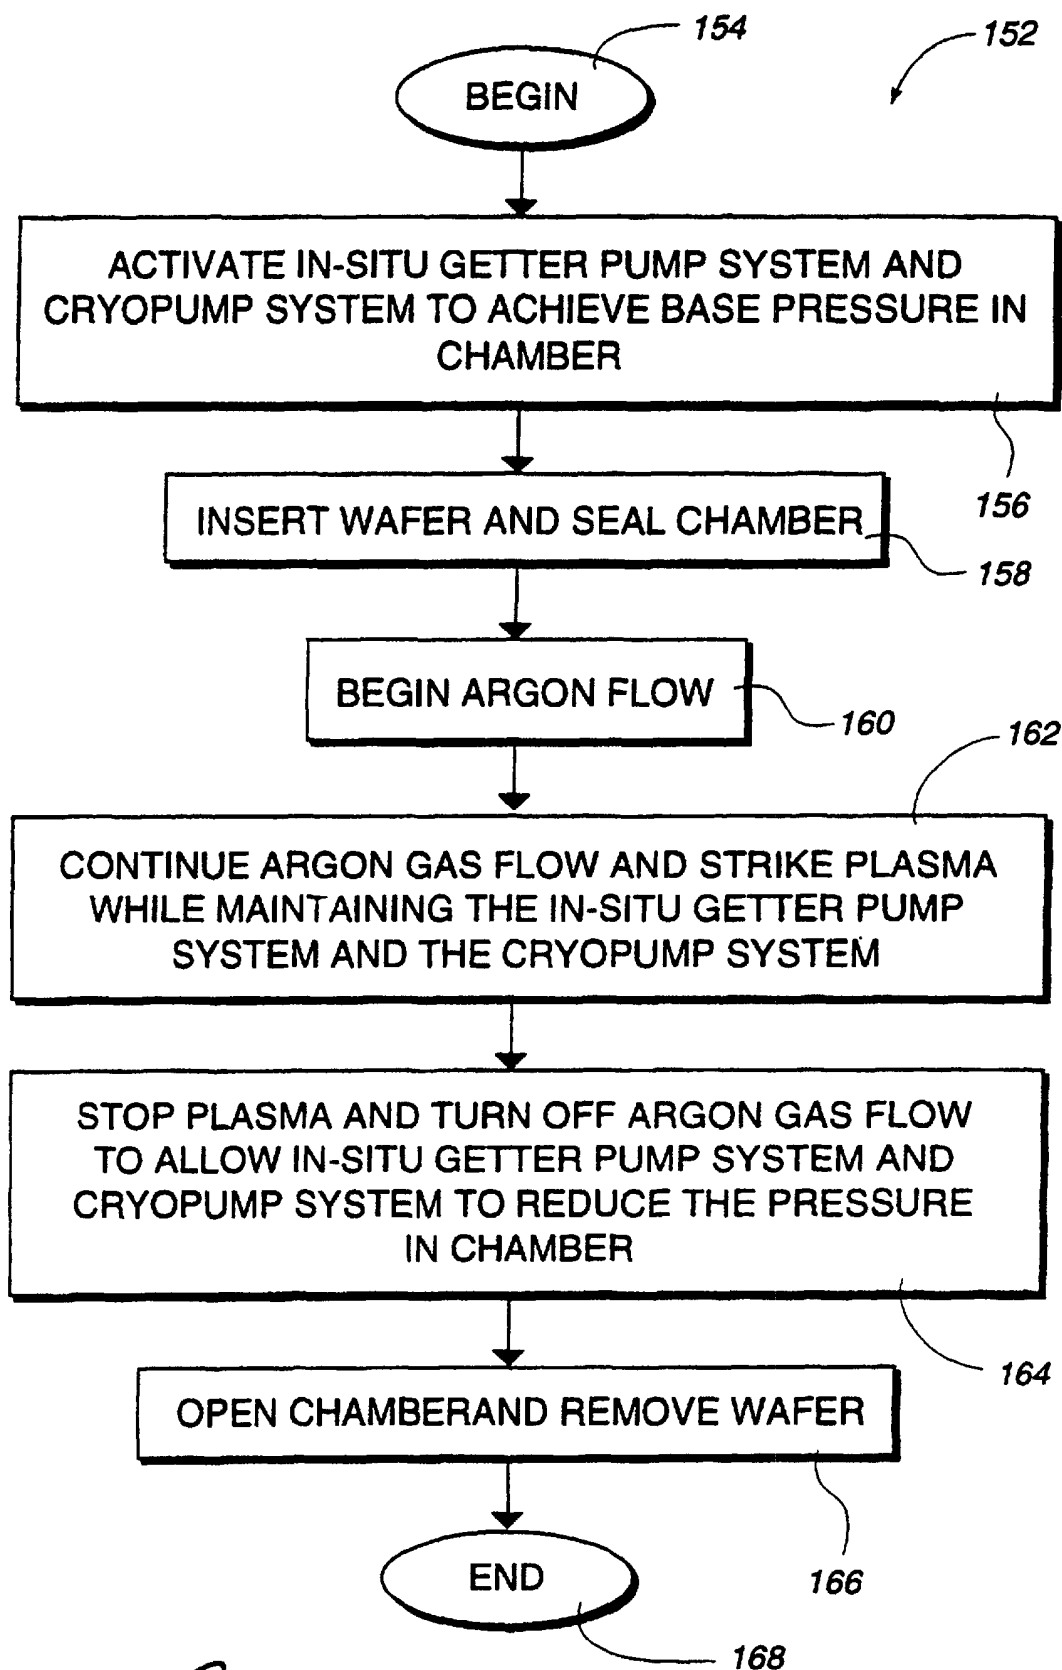 154
152
BEGIN
ACTIVATE IN-SITU GETTER PUMP SYSTEM AND
CRYOPUMP SYSTEM TO ACHIEVE BASE PRESSURE IN
CHAMBER
156
INSERT WAFER AND SEAL CHAMBER
158
BEGIN ARGON FLOW
160
162
CONTINUE ARGON GAS FLOW AND STRIKE PLASMA
WHILE MAINTAINING THE IN-SITU GETTER PUMP
SYSTEM AND THE CRYOPUMP SYSTEM
STOP PLASMA AND TURN OFF ARGON GAS FLOW
TO ALLOW IN-SITU GETTER PUMP SYSTEM AND
CRYOPUMP SYSTEM TO REDUCE THE PRESSURE
IN CHAMBER
164
OPEN CHAMBERAND REMOVE WAFER
166
END
168